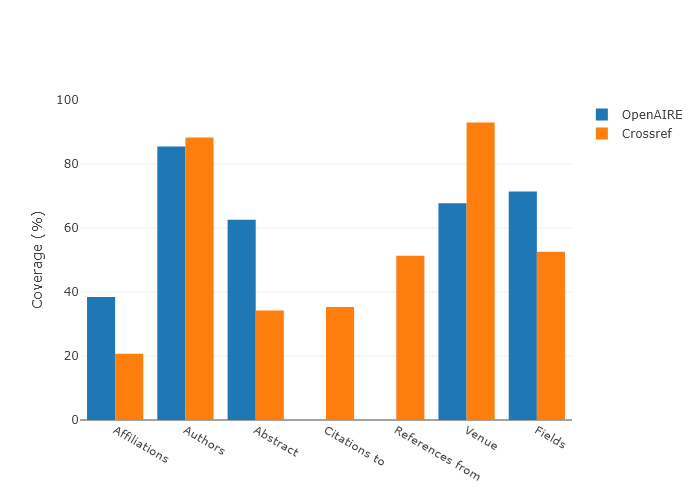 OpenAIRE
Crossref
Coverage (%)
100
80
60
40
20
0
Affiliations
Authors
Abstract
Citations to
References from
Venue
Fields